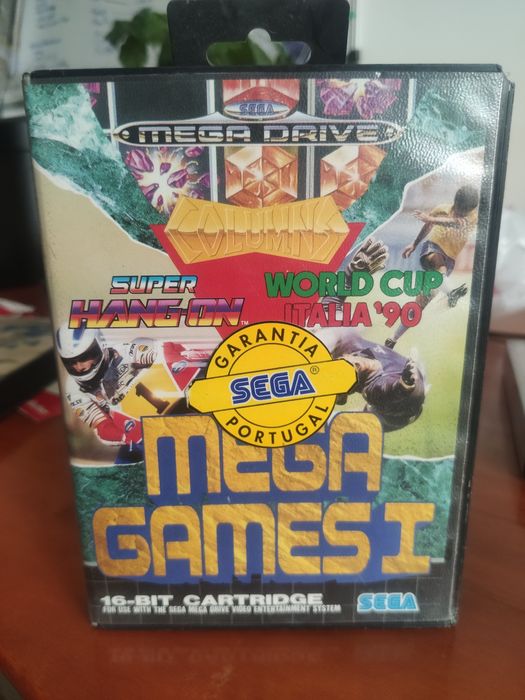 SEGA
MEGA DRIVE
COLUMNS
SUPER
HANG-ON™
WORLD CUP
ITALIA '90
GARANTIA
SEGA®
PORTUGAL
MEGA
GAMES I
16-BIT CARTRIDGE
FOR USE WITH THE SEGA MEGA DRIVE VIDEO ENTERTAINMENT SYSTEM
SEGA